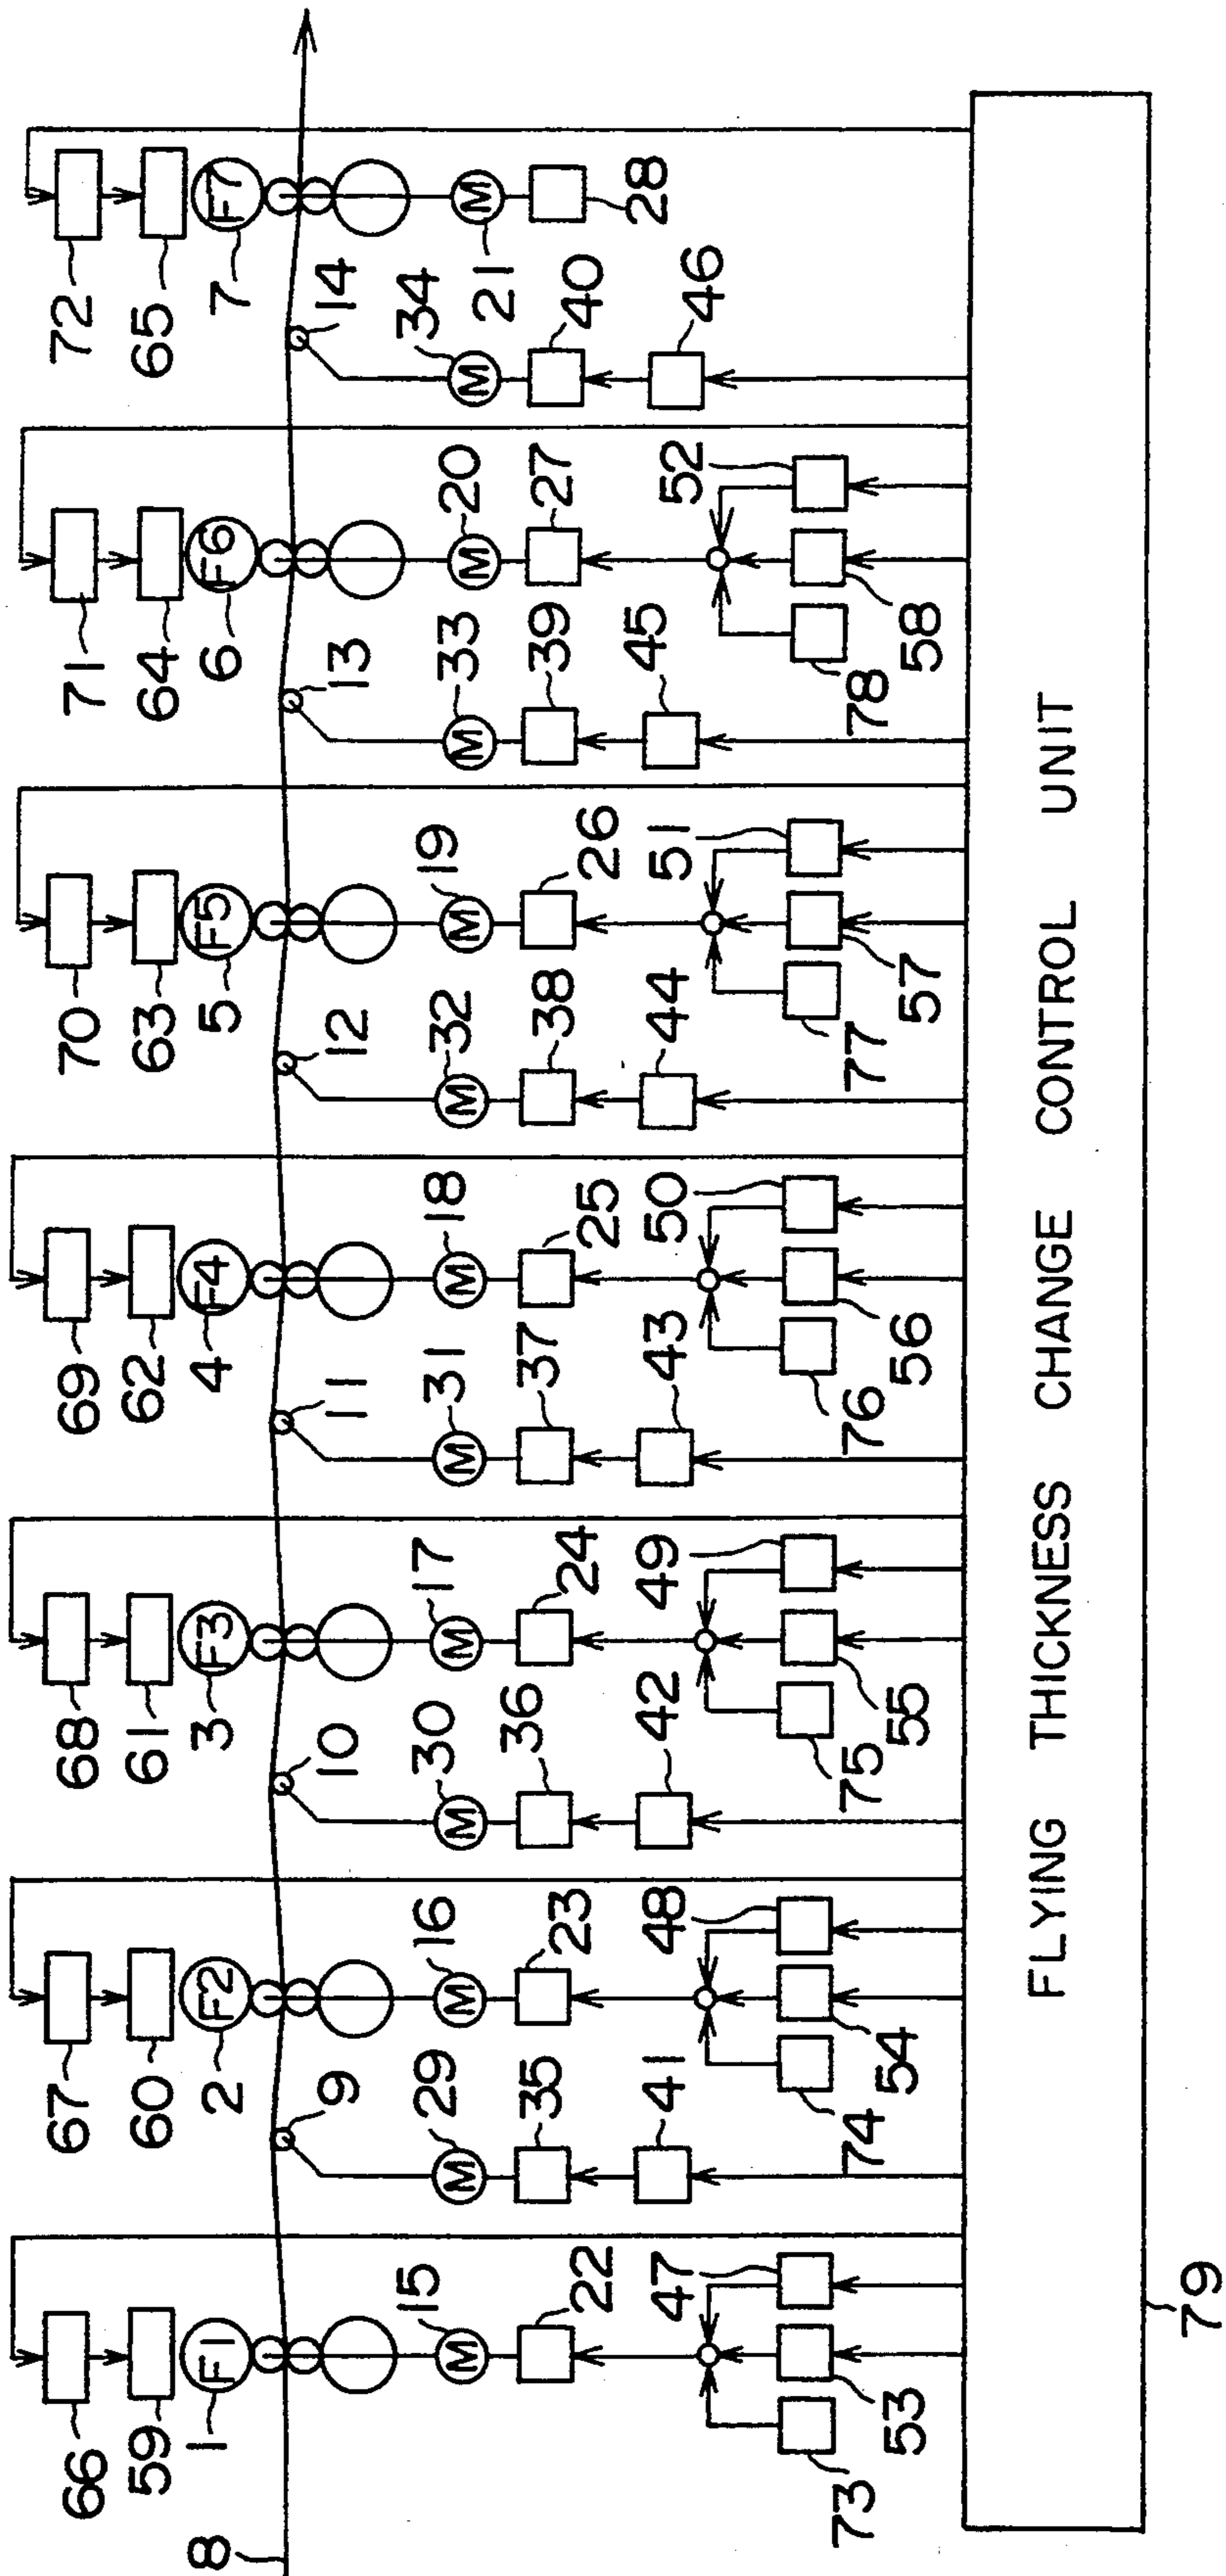 66 67 68 69 70 71 72
59 60 61 62 63 64 65
F1 F2 F3 F4 F5 F6 F7
1 2 3 4 5 6 7
8
9 10 11 12 13 14
15 29 16 30 17 31 18 32 19 33 20 34 21
M M M M M M M M M M M M M
22 35 23 36 24 37 25 38 26 39 27 40 28
47 41 48 42 49 43 50 44 51 45 52 46
73 53 74 54 75 55 76 56 77 57 78 58
FLYING THICKNESS CHANGE CONTROL UNIT
79